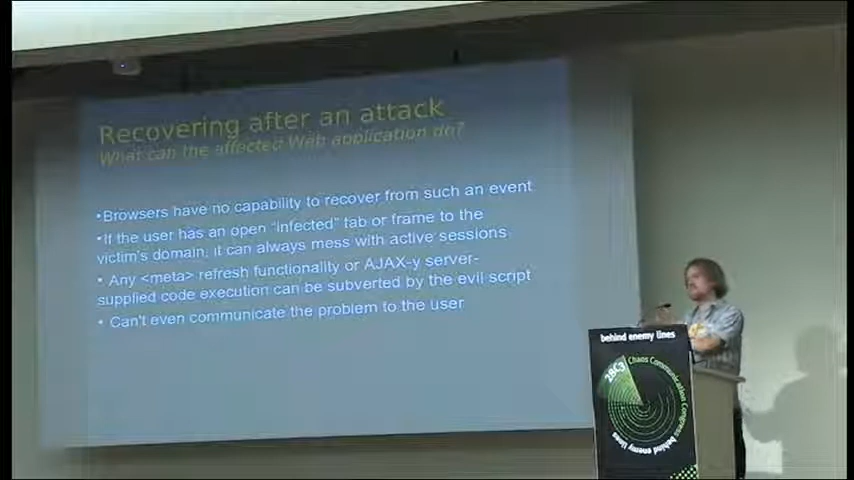 Recovering after an attack
What can the affected Web application do?
•Browsers have no capability to recover from such an event
•If the user has an open "infected" tab or frame to the
victim's domain, it can always mess with active sessions
• Any <meta> refresh functionality or AJAX-y server-
supplied code execution can be subverted by the evil script
• Can't even communicate the problem to the user
behind enemy lines
28C3
Chaos Communication Congress
behind enemy lines